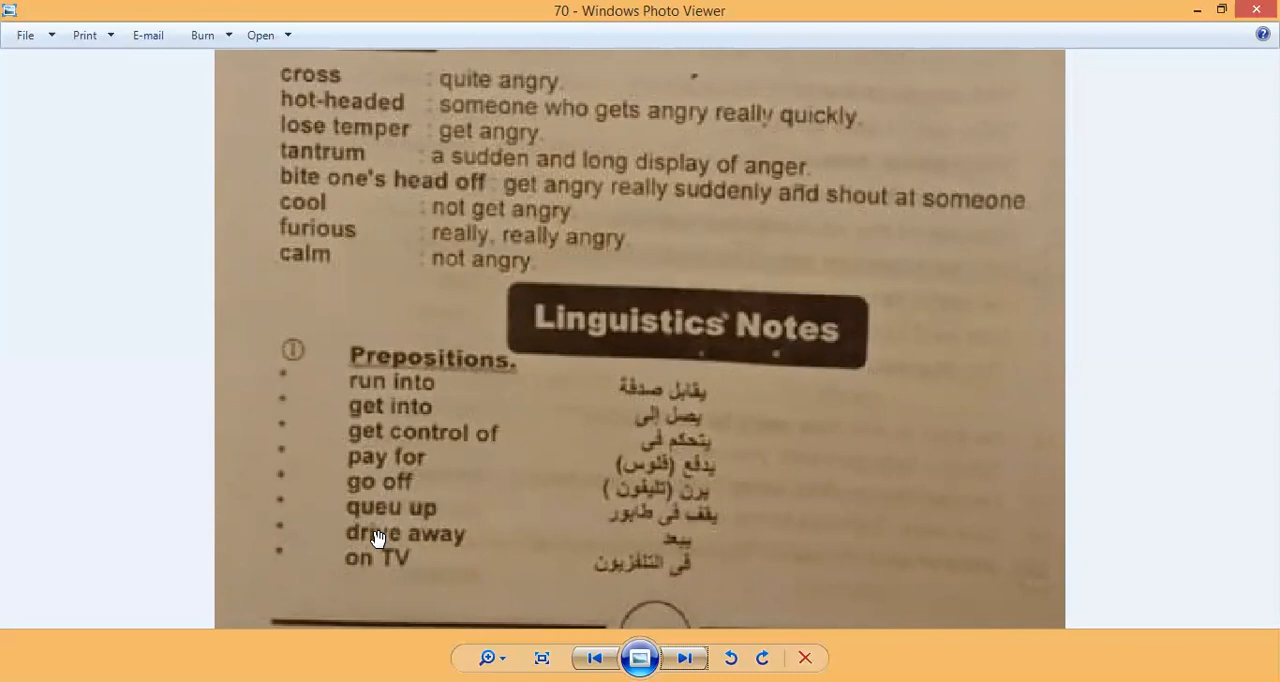 70 - Windows Photo Viewer
File Print E-mail Burn Open
cross : quite angry.
hot-headed : someone who gets angry really quickly.
lose temper : get angry.
tantrum : a sudden and long display of anger.
bite one's head off : get angry really suddenly and shout at someone
cool : not get angry.
furious : really, really angry.
calm : not angry.
Linguistics Notes
① Prepositions.
* run into يقابل صدفة
* get into يصل إلى
* get control of يتحكم فى
* pay for يدفع (فلوس)
* go off يرن (تليفون)
* queu up يقف فى طابور
* drive away يبعد
* on TV فى التلفزيون